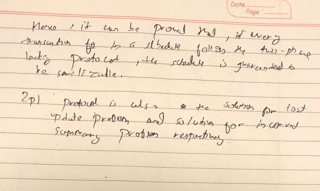 Date
Page
Hence, it can be proved that, if every
transaction in a schedule follows the two-phase
locking protocol, the schedule is guaranteed to
be serializable.
2pl protocol is also a the solution for lost
update problem and solution for incorrect
summary problem respectively.